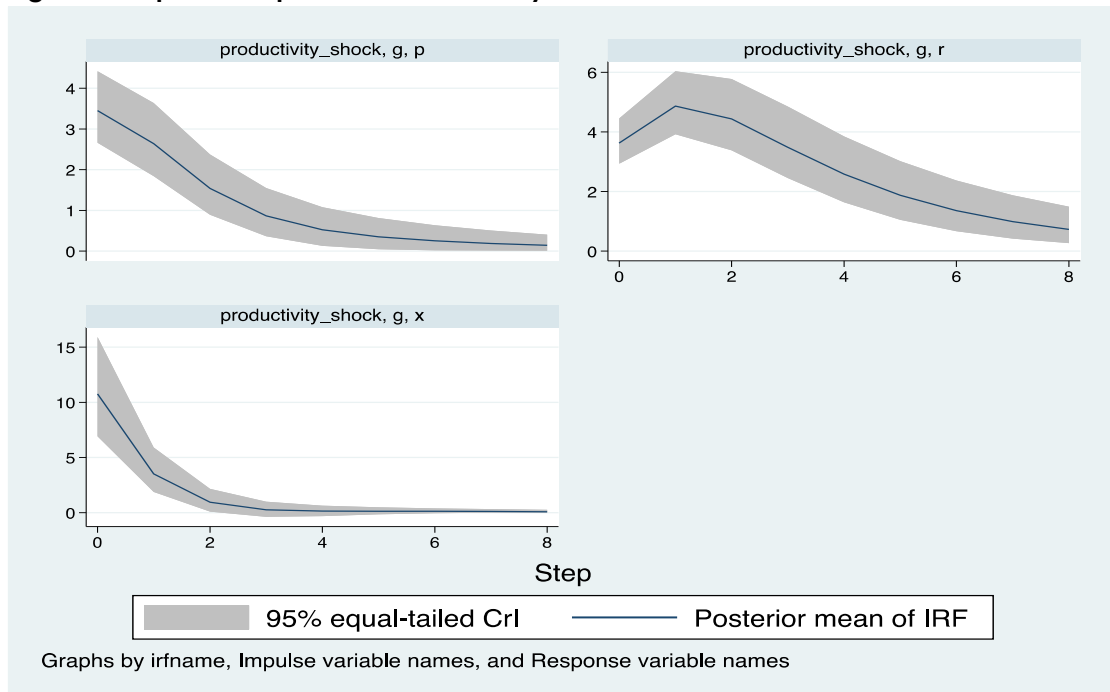 productivity_shock, g, p
4
3
2
1
0
productivity_shock, g, r
6
4
2
0
0 2 4 6 8
productivity_shock, g, x
15
10
5
0
0 2 4 6 8
Step
95% equal-tailed CrI Posterior mean of IRF
Graphs by irfname, Impulse variable names, and Response variable names